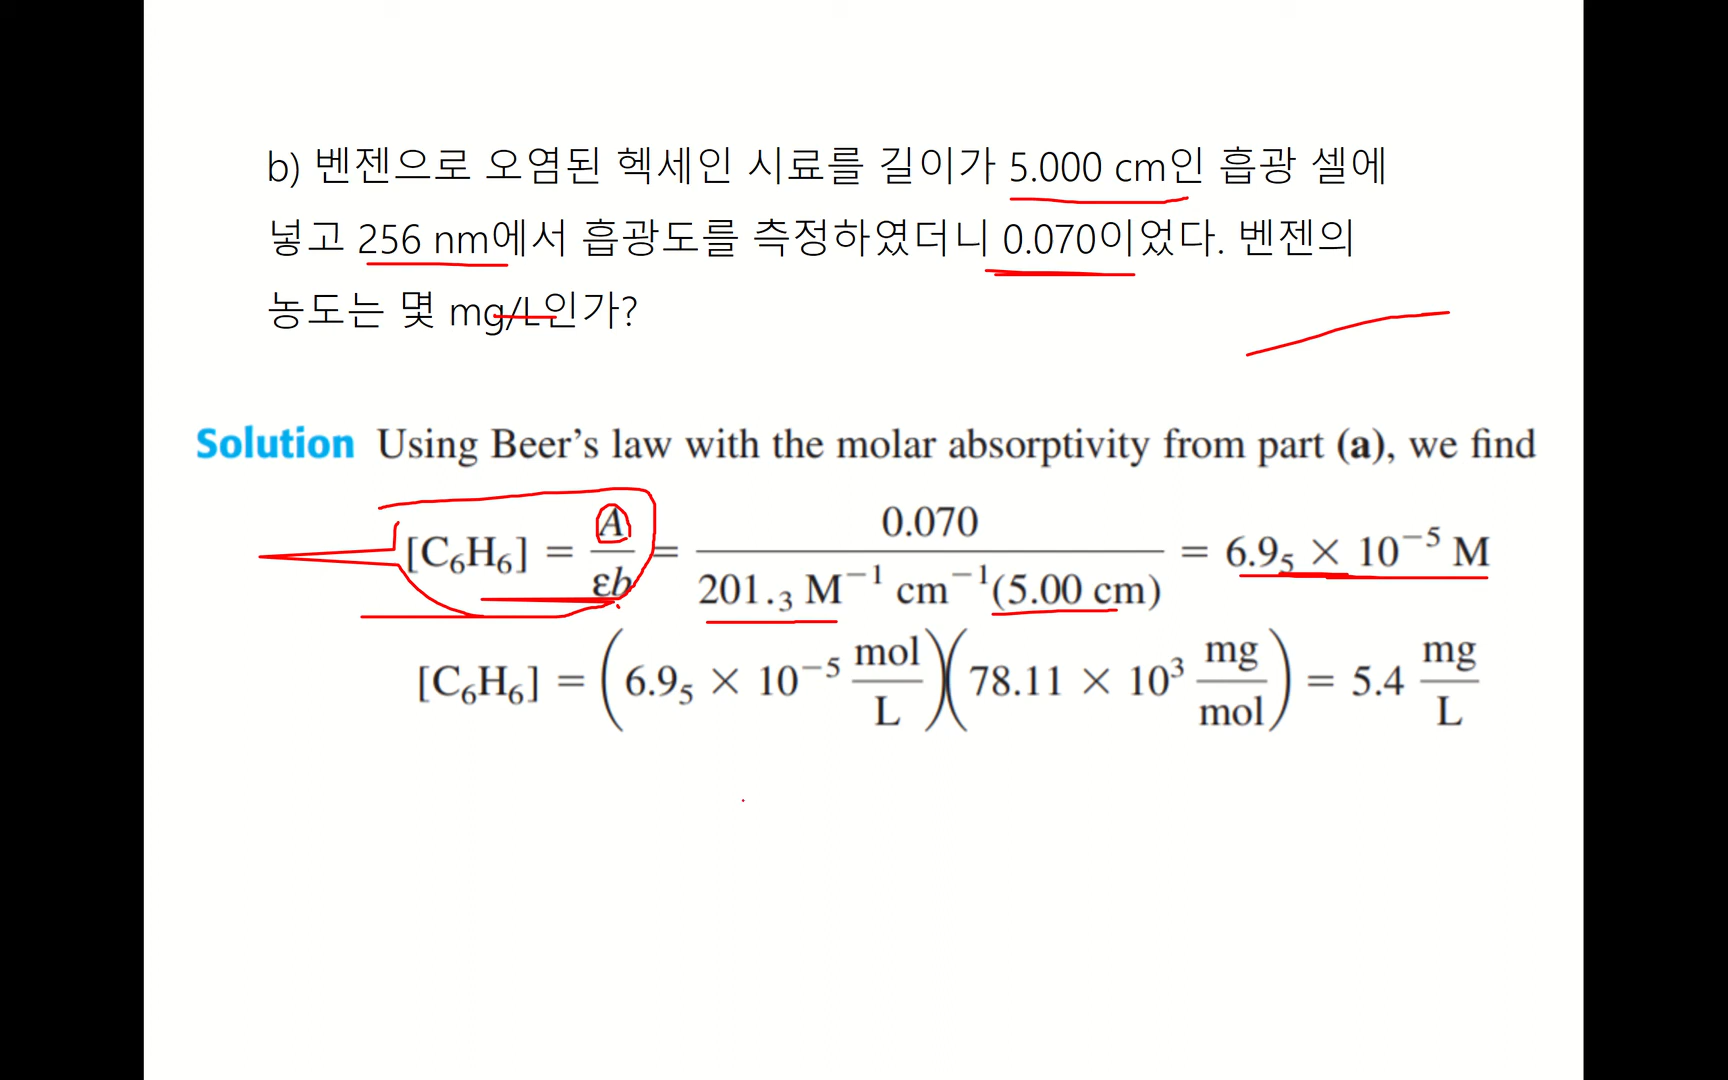 b) 벤젠으로 오염된 헥세인 시료를 길이가 5.000 cm인 흡광 셀에
넣고 256 nm에서 흡광도를 측정하였더니 0.070이었다. 벤젠의
농도는 몇 mg/L인가?
Solution Using Beer’s law with the molar absorptivity from part (a), we find
[C₆H₆] = A/εb = 0.070/201.₃ M⁻¹ cm⁻¹(5.00 cm) = 6.9₅ × 10⁻⁵ M
[C₆H₆] = (6.9₅ × 10⁻⁵ mol/L)(78.11 × 10³ mg/mol) = 5.4 mg/L